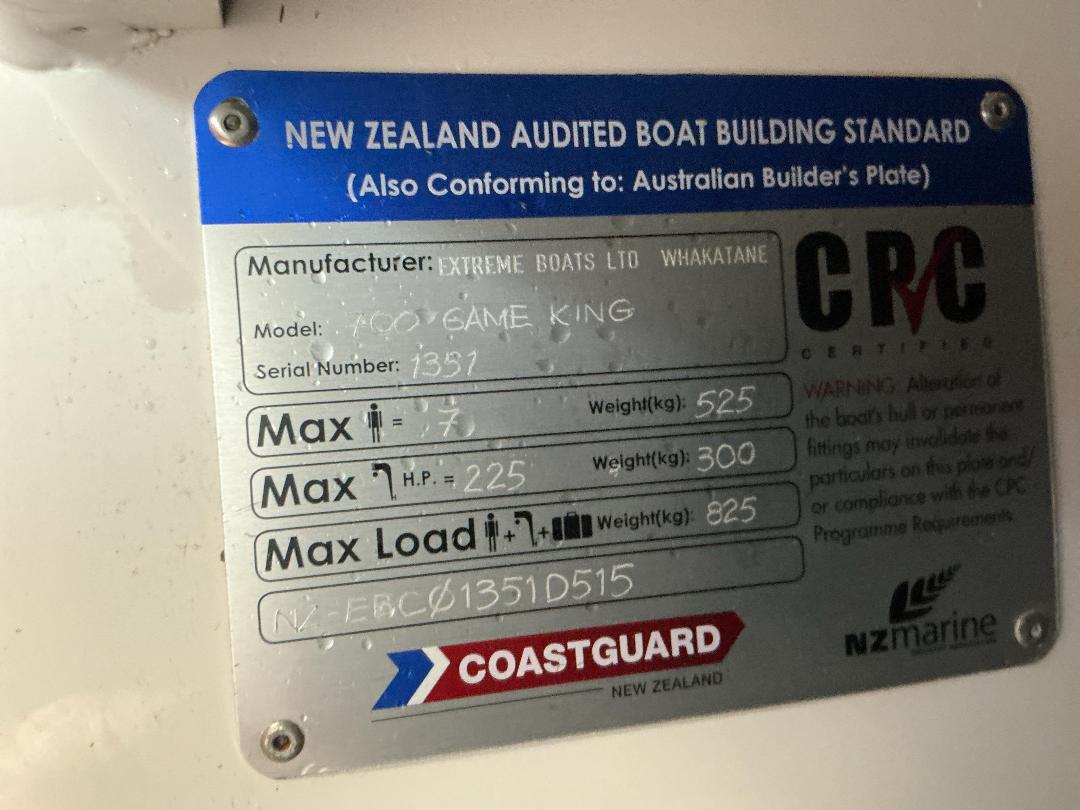 NEW ZEALAND AUDITED BOAT BUILDING STANDARD
(Also Conforming to: Australian Builder's Plate)
Manufacturer: EXTREME BOATS LTD WHAKATANE
Model: 700 GAME KING
Serial Number: 1351
Max = 7 Weight(kg): 525
Max H.P. = 225 Weight(kg): 300
Max Load + + Weight(kg): 825
NZ-EBCØ1351D515
CPC
CERTIFIED
WARNING: Alteration of
the boat's hull or permanent
fittings may invalidate the
particulars on this plate and/
or compliance with the CPC
Programme Requirements.
COASTGUARD
NEW ZEALAND
NZmarine